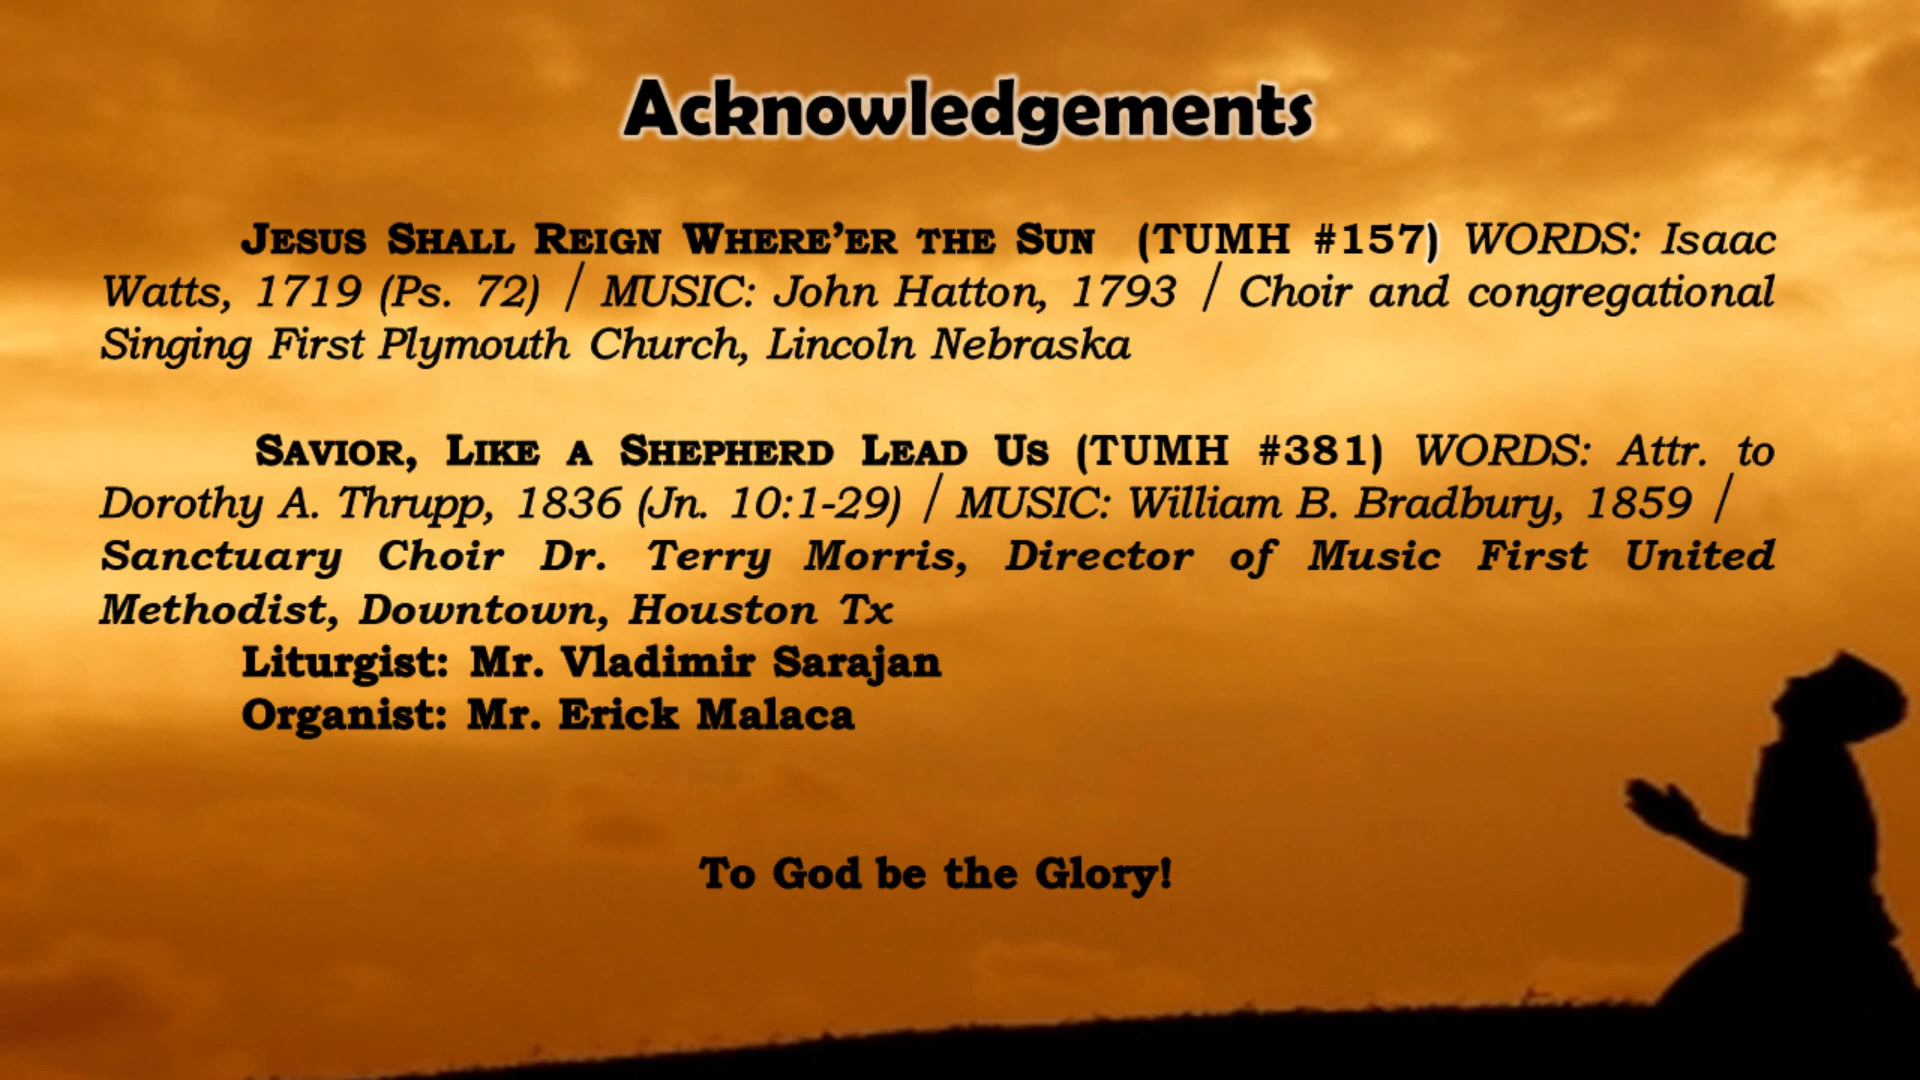 Acknowledgements
Jesus Shall Reign Where’er the Sun (TUMH #157) WORDS: Isaac
Watts, 1719 (Ps. 72) / MUSIC: John Hatton, 1793 / Choir and congregational
Singing First Plymouth Church, Lincoln Nebraska
Savior, Like a Shepherd Lead Us (TUMH #381) WORDS: Attr. to
Dorothy A. Thrupp, 1836 (Jn. 10:1-29) / MUSIC: William B. Bradbury, 1859 /
Sanctuary Choir Dr. Terry Morris, Director of Music First United
Methodist, Downtown, Houston Tx
Liturgist: Mr. Vladimir Sarajan
Organist: Mr. Erick Malaca
To God be the Glory!